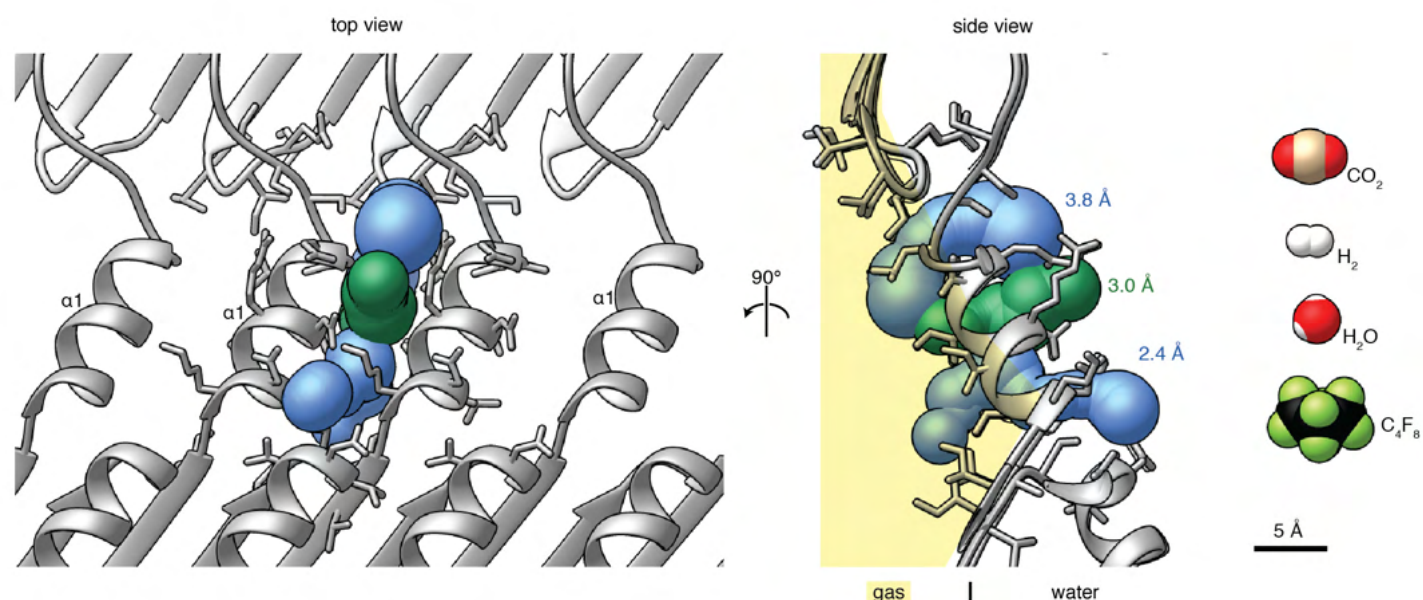 top view
side view
α1
α1
α1
90°
3.8 Å
3.0 Å
2.4 Å
CO₂
H₂
H₂O
C₄F₈
5 Å
gas | water